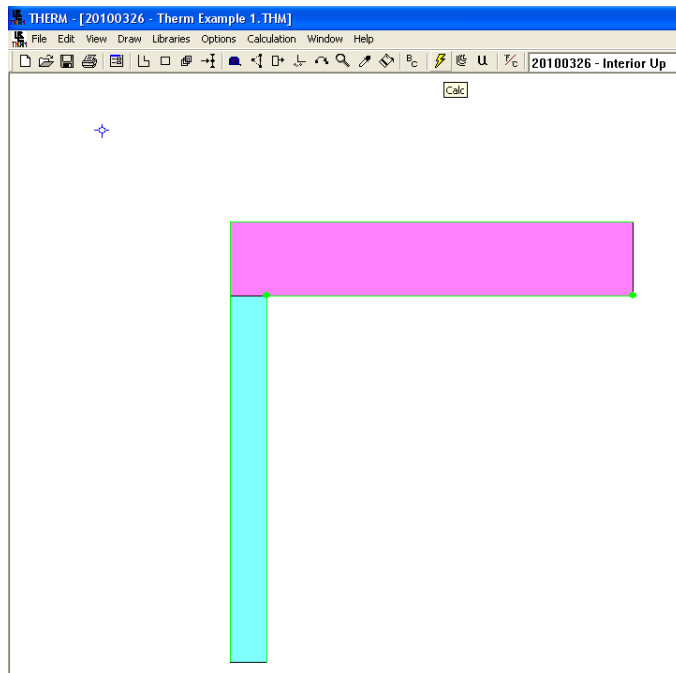 THERM - [20100326 - Therm Example 1.THM]
File Edit View Draw Libraries Options Calculation Window Help
BC U T/C 20100326 - Interior Up
Calc